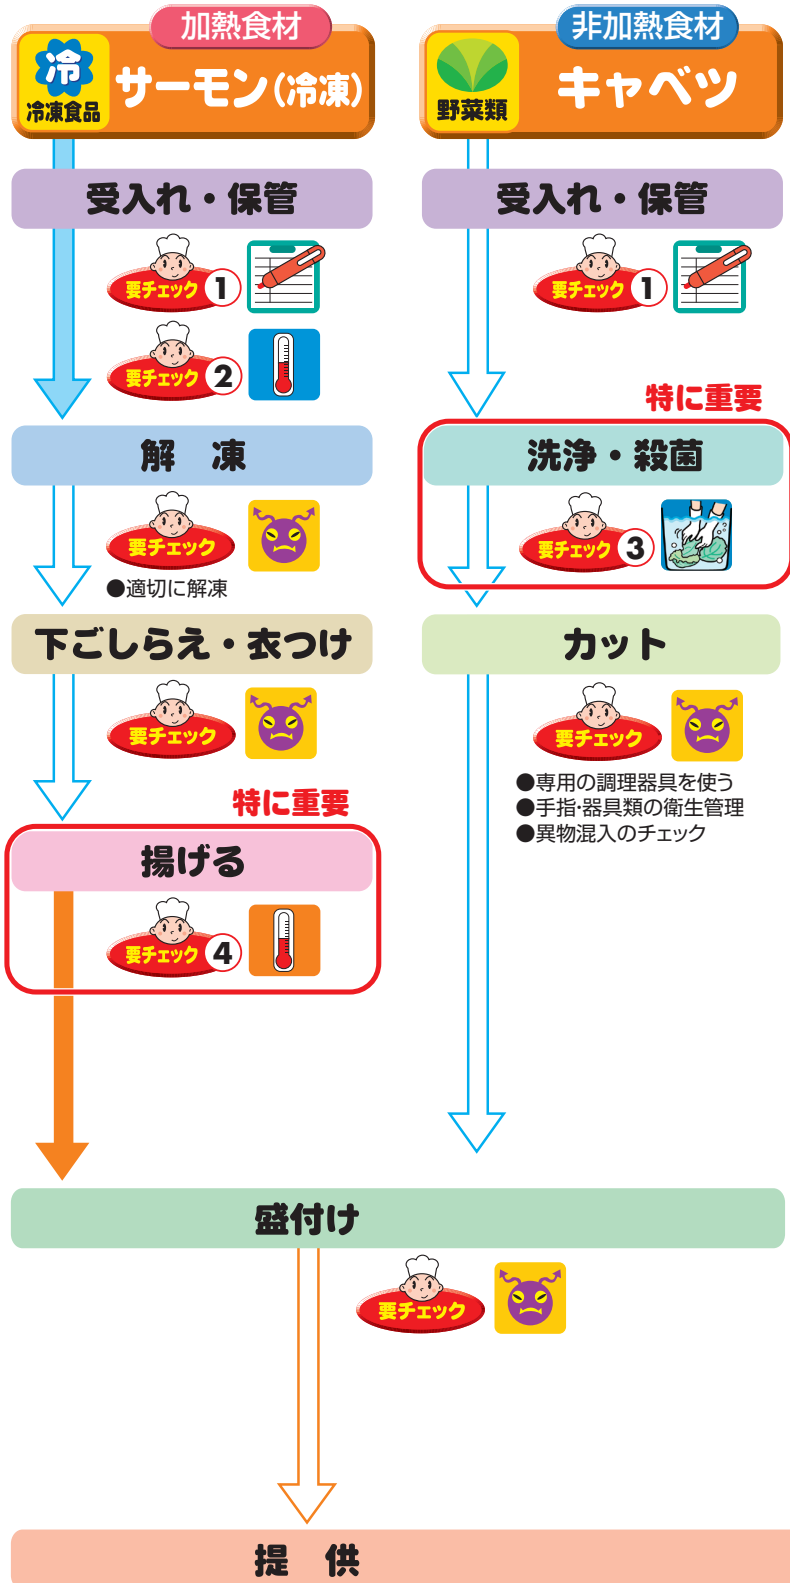 加熱食材
冷
冷凍食品
サーモン(冷凍)
受入れ・保管
要チェック 1
要チェック 2
解 凍
要チェック
●適切に解凍
下ごしらえ・衣つけ
要チェック
特に重要
揚げる
要チェック 4
非加熱食材
野菜類
キャベツ
受入れ・保管
要チェック 1
特に重要
洗浄・殺菌
要チェック 3
カット
要チェック
●専用の調理器具を使う
●手指・器具類の衛生管理
●異物混入のチェック
盛付け
要チェック
提 供